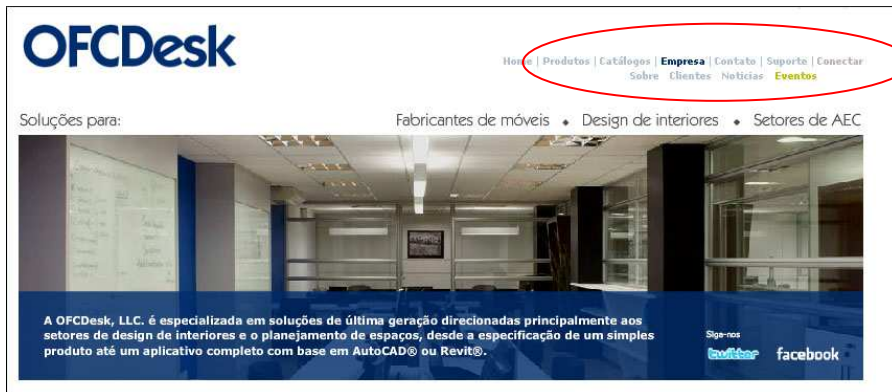 OFCDesk
Home | Produtos | Catálogos | Empresa | Contato | Suporte | Conectar
Sobre Clientes Notícias Eventos
Soluções para:
Fabricantes de móveis ◆ Design de interiores ◆ Setores de AEC
A OFCDesk, LLC. é especializada em soluções de última geração direcionadas principalmente aos
setores de design de interiores e o planejamento de espaços, desde a especificação de um simples
produto até um aplicativo completo com base em AutoCAD® ou Revit®.
Siga-nos
twitter facebook